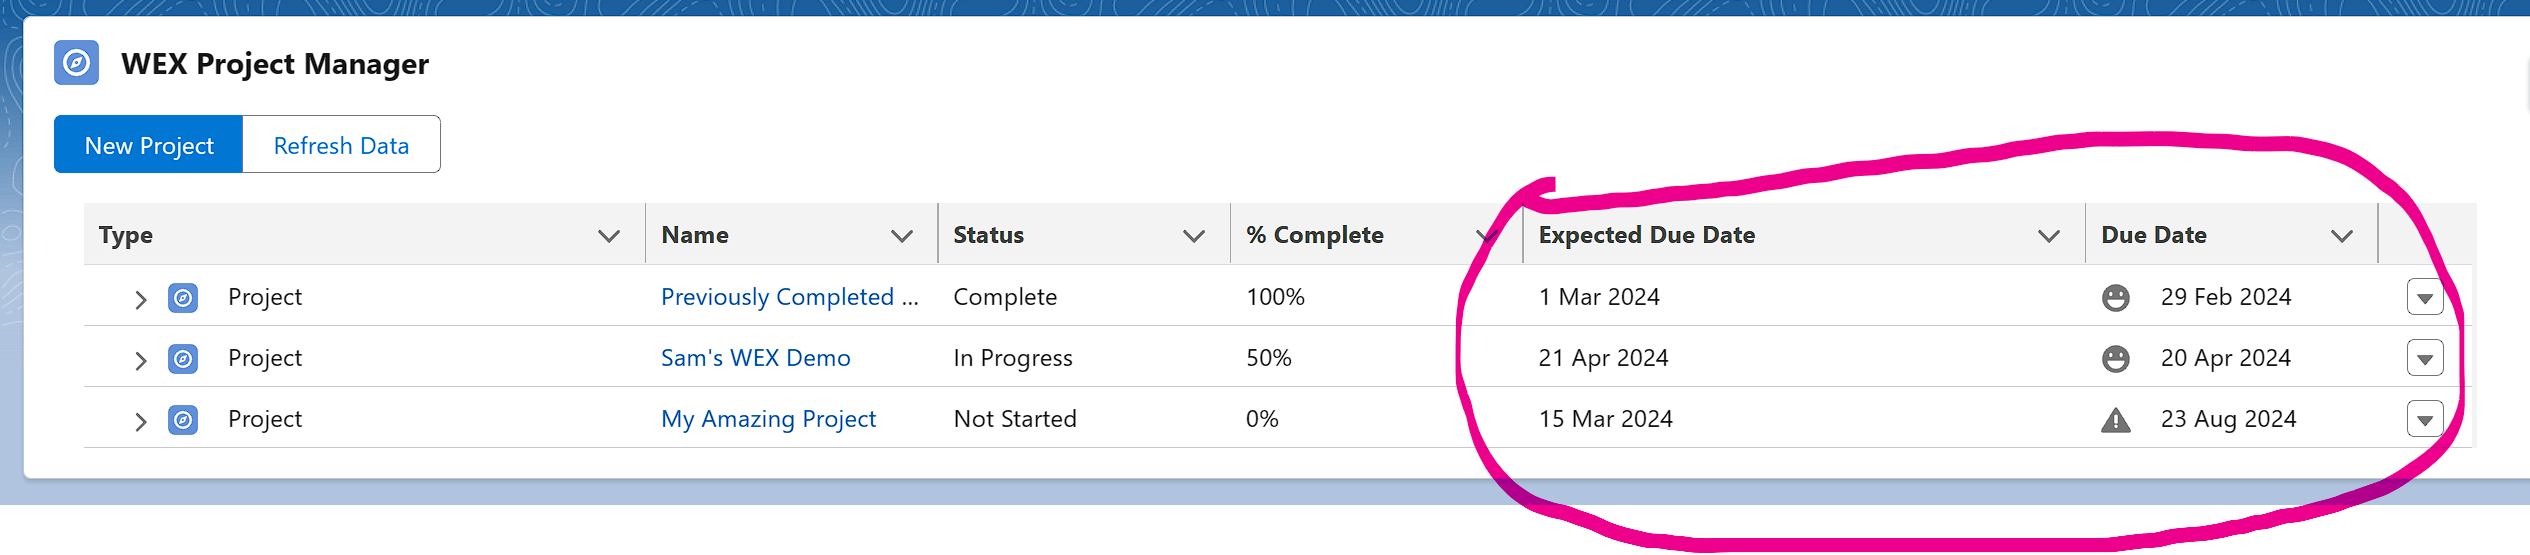 WEX Project Manager
New Project Refresh Data
Type Name Status % Complete Expected Due Date Due Date
Project Previously Completed ... Complete 100% 1 Mar 2024 29 Feb 2024
Project Sam's WEX Demo In Progress 50% 21 Apr 2024 20 Apr 2024
Project My Amazing Project Not Started 0% 15 Mar 2024 23 Aug 2024